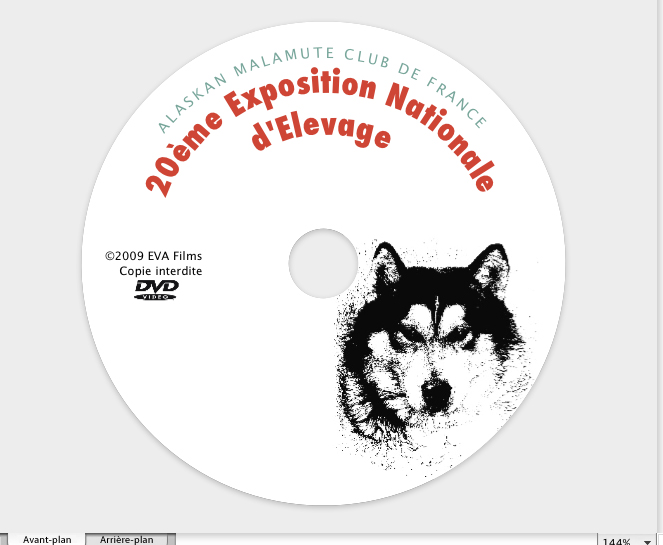 ALASKAN MALAMUTE CLUB DE FRANCE
20ème Exposition Nationale
d'Elevage
©2009 EVA Films
Copie interdite
DVD
VIDEO
Avant-plan
Arrière-plan
144%